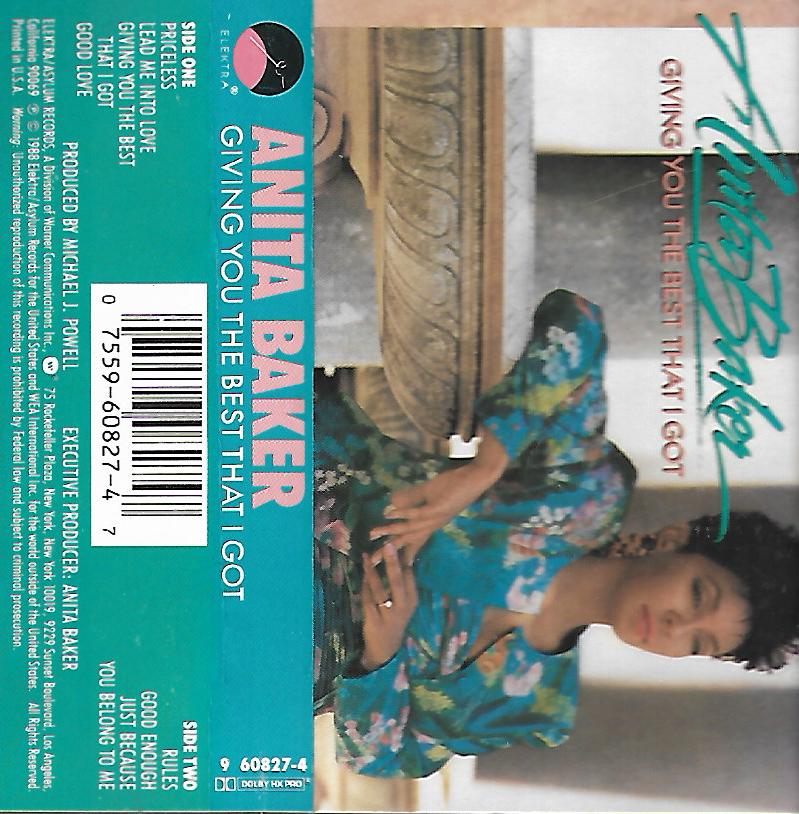 Anita Baker
GIVING YOU THE BEST THAT I GOT
ELEKTRA®
ANITA BAKER
GIVING YOU THE BEST THAT I GOT
9 60827-4
DOLBY HX PRO
SIDE ONE
PRICELESS
LEAD ME INTO LOVE
GIVING YOU THE BEST
THAT I GOT
GOOD LOVE
SIDE TWO
RULES
GOOD ENOUGH
JUST BECAUSE
YOU BELONG TO ME
0 7559-60827-4 7
PRODUCED BY MICHAEL J. POWELL EXECUTIVE PRODUCER: ANITA BAKER
ELEKTRA/ASYLUM RECORDS, A Division of Warner Communications Inc., ® 75 Rockefeller Plaza, New York, New York 10019, 9229 Sunset Boulevard, Los Angeles,
California 90069 ℗ © 1988 Elektra/Asylum Records for the United States and WEA International Inc. for the world outside of the United States. All Rights Reserved.
Printed in U.S.A. Warning: Unauthorized reproduction of this recording is prohibited by Federal law and subject to criminal prosecution.